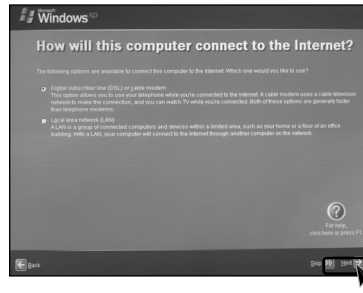 Microsoft
Windows xp
How will this computer connect to the Internet?
The following options are available to connect this computer to the Internet. Which one would you like to use?
Digital subscriber line (DSL) or cable modem
This option allows you to use your telephone while you're connected to the Internet. A cable modem uses a cable television
network to make the connection, and you can watch TV while you're connected. Both of these options are generally faster
than telephone modems.
Local area network (LAN)
A LAN is a group of connected computers and devices within a limited area, such as your home or a floor of an office
building. With a LAN, your computer will connect to the Internet through another computer on the network.
?
For help,
click here or press F1
Back
Skip
Next